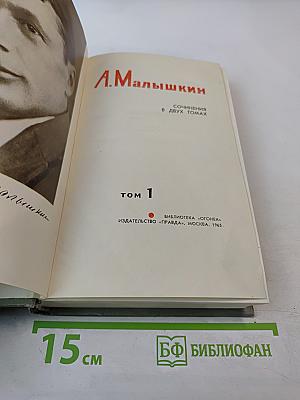 А. Малышкин
СОЧИНЕНИЯ
В ДВУХ ТОМАХ
том 1
БИБЛИОТЕКА «ОГОНЕК»
ИЗДАТЕЛЬСТВО «ПРАВДА», МОСКВА, 1965
15 см
БФ БИБЛИОФАН